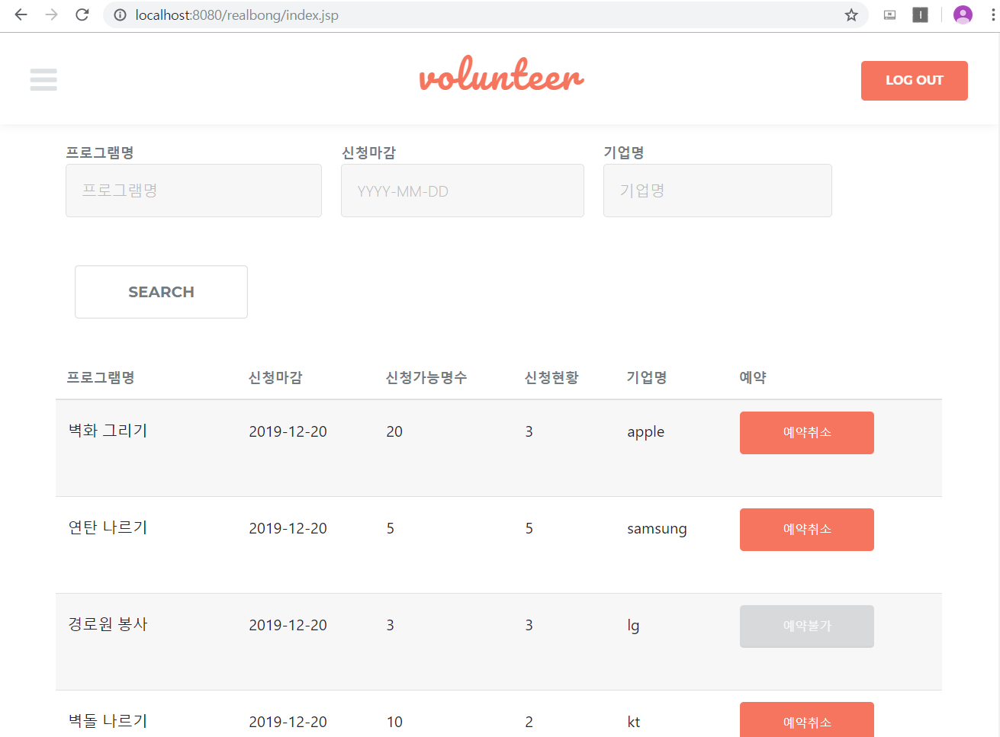 localhost:8080/realbong/index.jsp
volunteer
LOG OUT
프로그램명 신청마감 기업명
프로그램명 YYYY-MM-DD 기업명
SEARCH
프로그램명 신청마감 신청가능명수 신청현황 기업명 예약
벽화 그리기 2019-12-20 20 3 apple 예약취소
연탄 나르기 2019-12-20 5 5 samsung 예약취소
경로원 봉사 2019-12-20 3 3 lg 예약불가
벽돌 나르기 2019-12-20 10 2 kt 예약취소